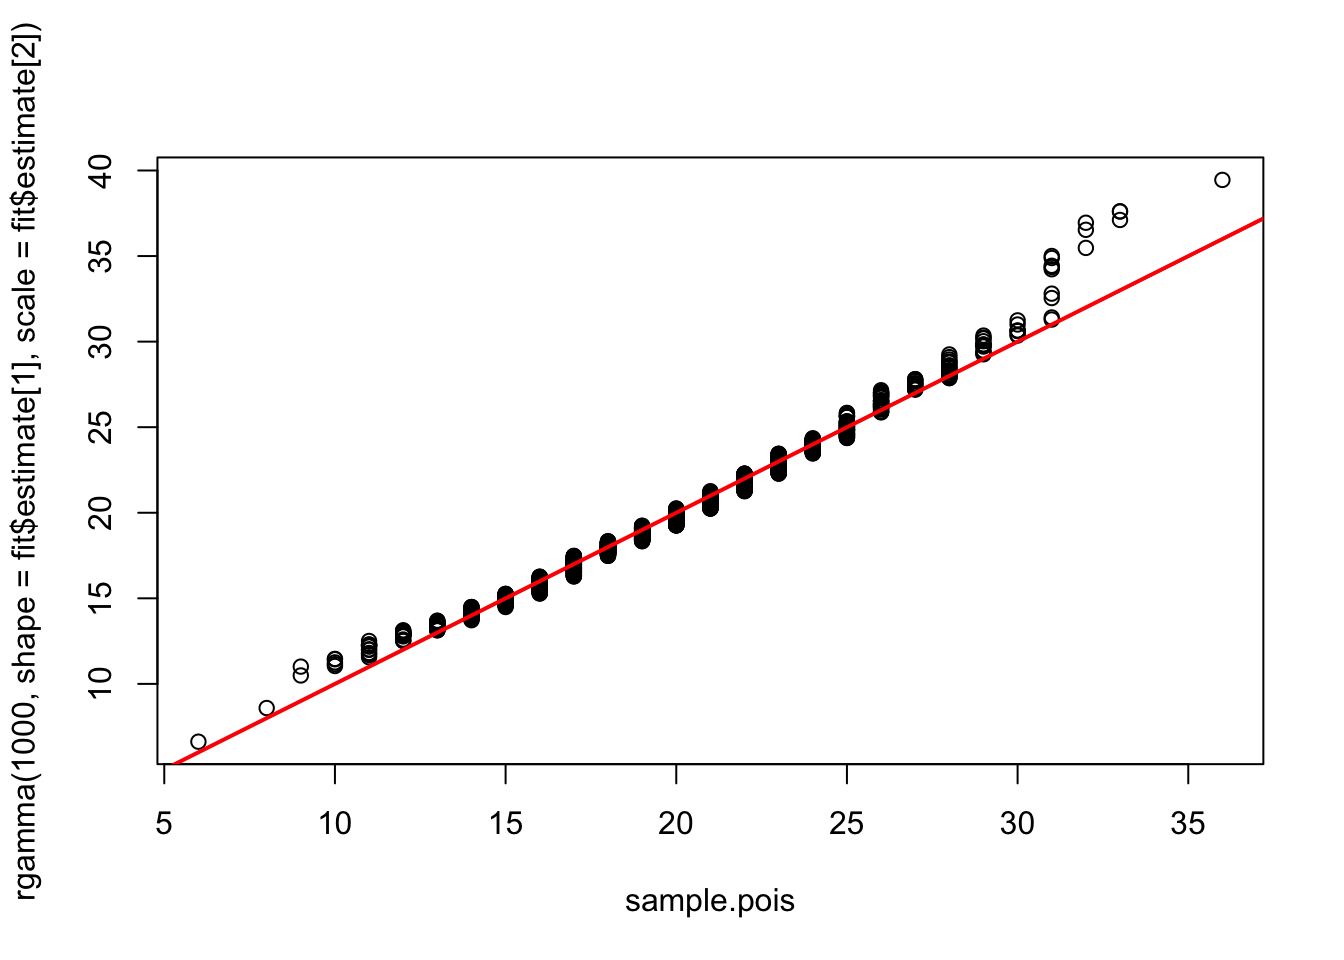 rgamma(1000, shape = fit$estimate[1], scale = fit$estimate[2])
40
35
30
25
20
15
10
5 10 15 20 25 30 35
sample.pois